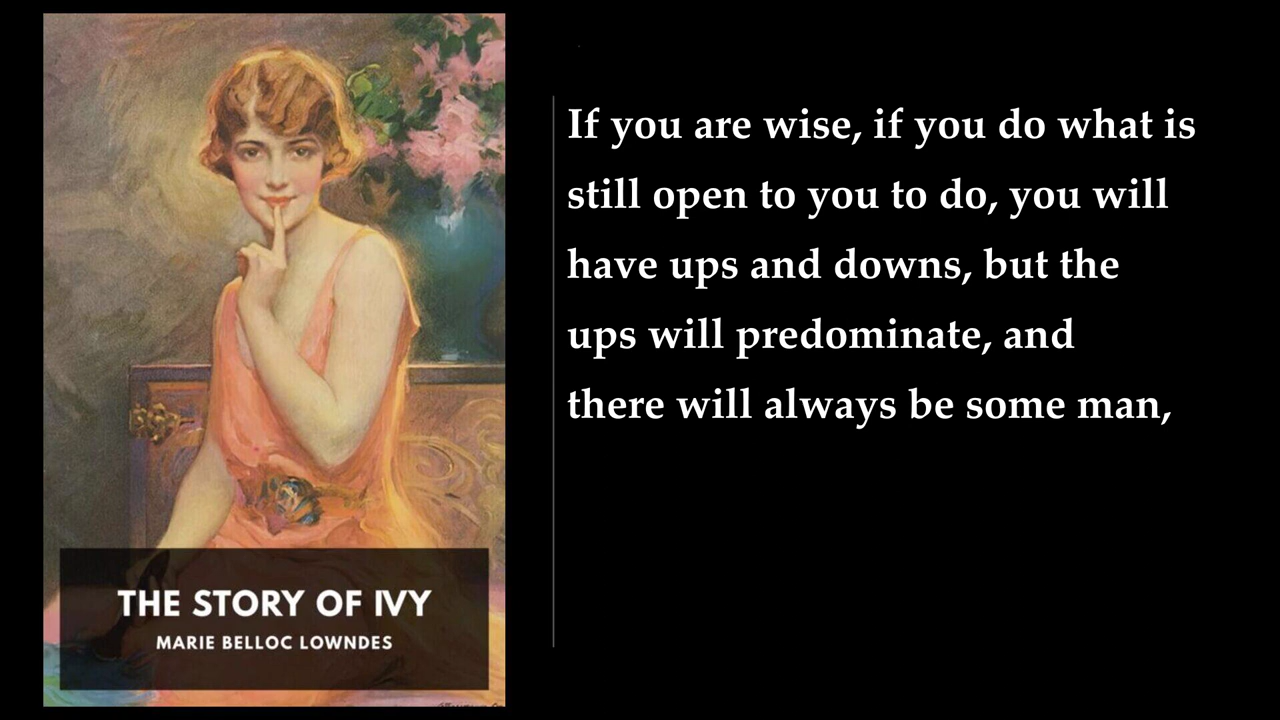 THE STORY OF IVY
MARIE BELLOC LOWNDES
If you are wise, if you do what is
still open to you to do, you will
have ups and downs, but the
ups will predominate, and
there will always be some man,